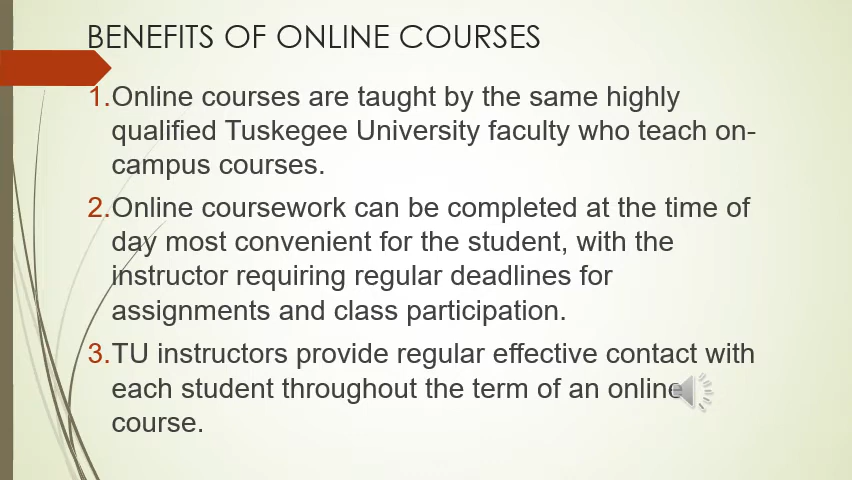 BENEFITS OF ONLINE COURSES
1.Online courses are taught by the same highly
qualified Tuskegee University faculty who teach on-
campus courses.
2.Online coursework can be completed at the time of
day most convenient for the student, with the
instructor requiring regular deadlines for
assignments and class participation.
3.TU instructors provide regular effective contact with
each student throughout the term of an online
course.